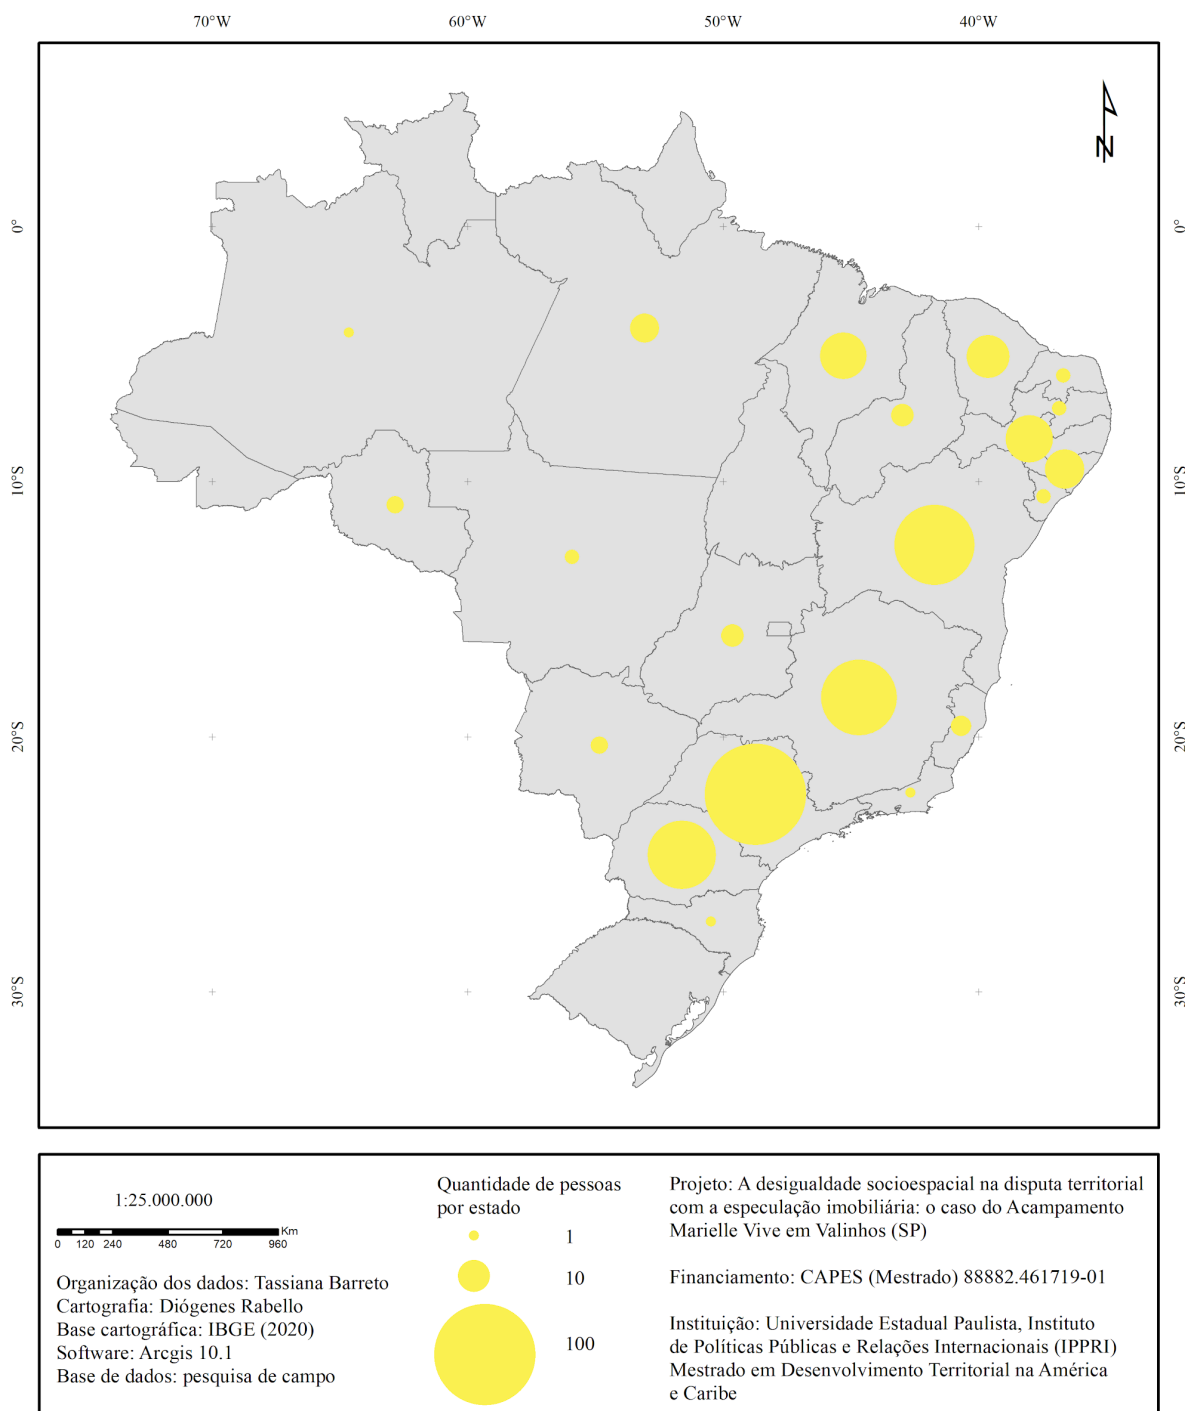 70°W 60°W 50°W 40°W
N
0° 0°
10°S 10°S
20°S 20°S
30°S 30°S
1:25.000.000
Km
0 120 240 480 720 960
Organização dos dados: Tassiana Barreto
Cartografia: Diógenes Rabello
Base cartográfica: IBGE (2020)
Software: Arcgis 10.1
Base de dados: pesquisa de campo
Quantidade de pessoas
por estado
1
10
100
Projeto: A desigualdade socioespacial na disputa territorial
com a especulação imobiliária: o caso do Acampamento
Marielle Vive em Valinhos (SP)
Financiamento: CAPES (Mestrado) 88882.461719-01
Instituição: Universidade Estadual Paulista, Instituto
de Políticas Públicas e Relações Internacionais (IPPRI)
Mestrado em Desenvolvimento Territorial na América
e Caribe